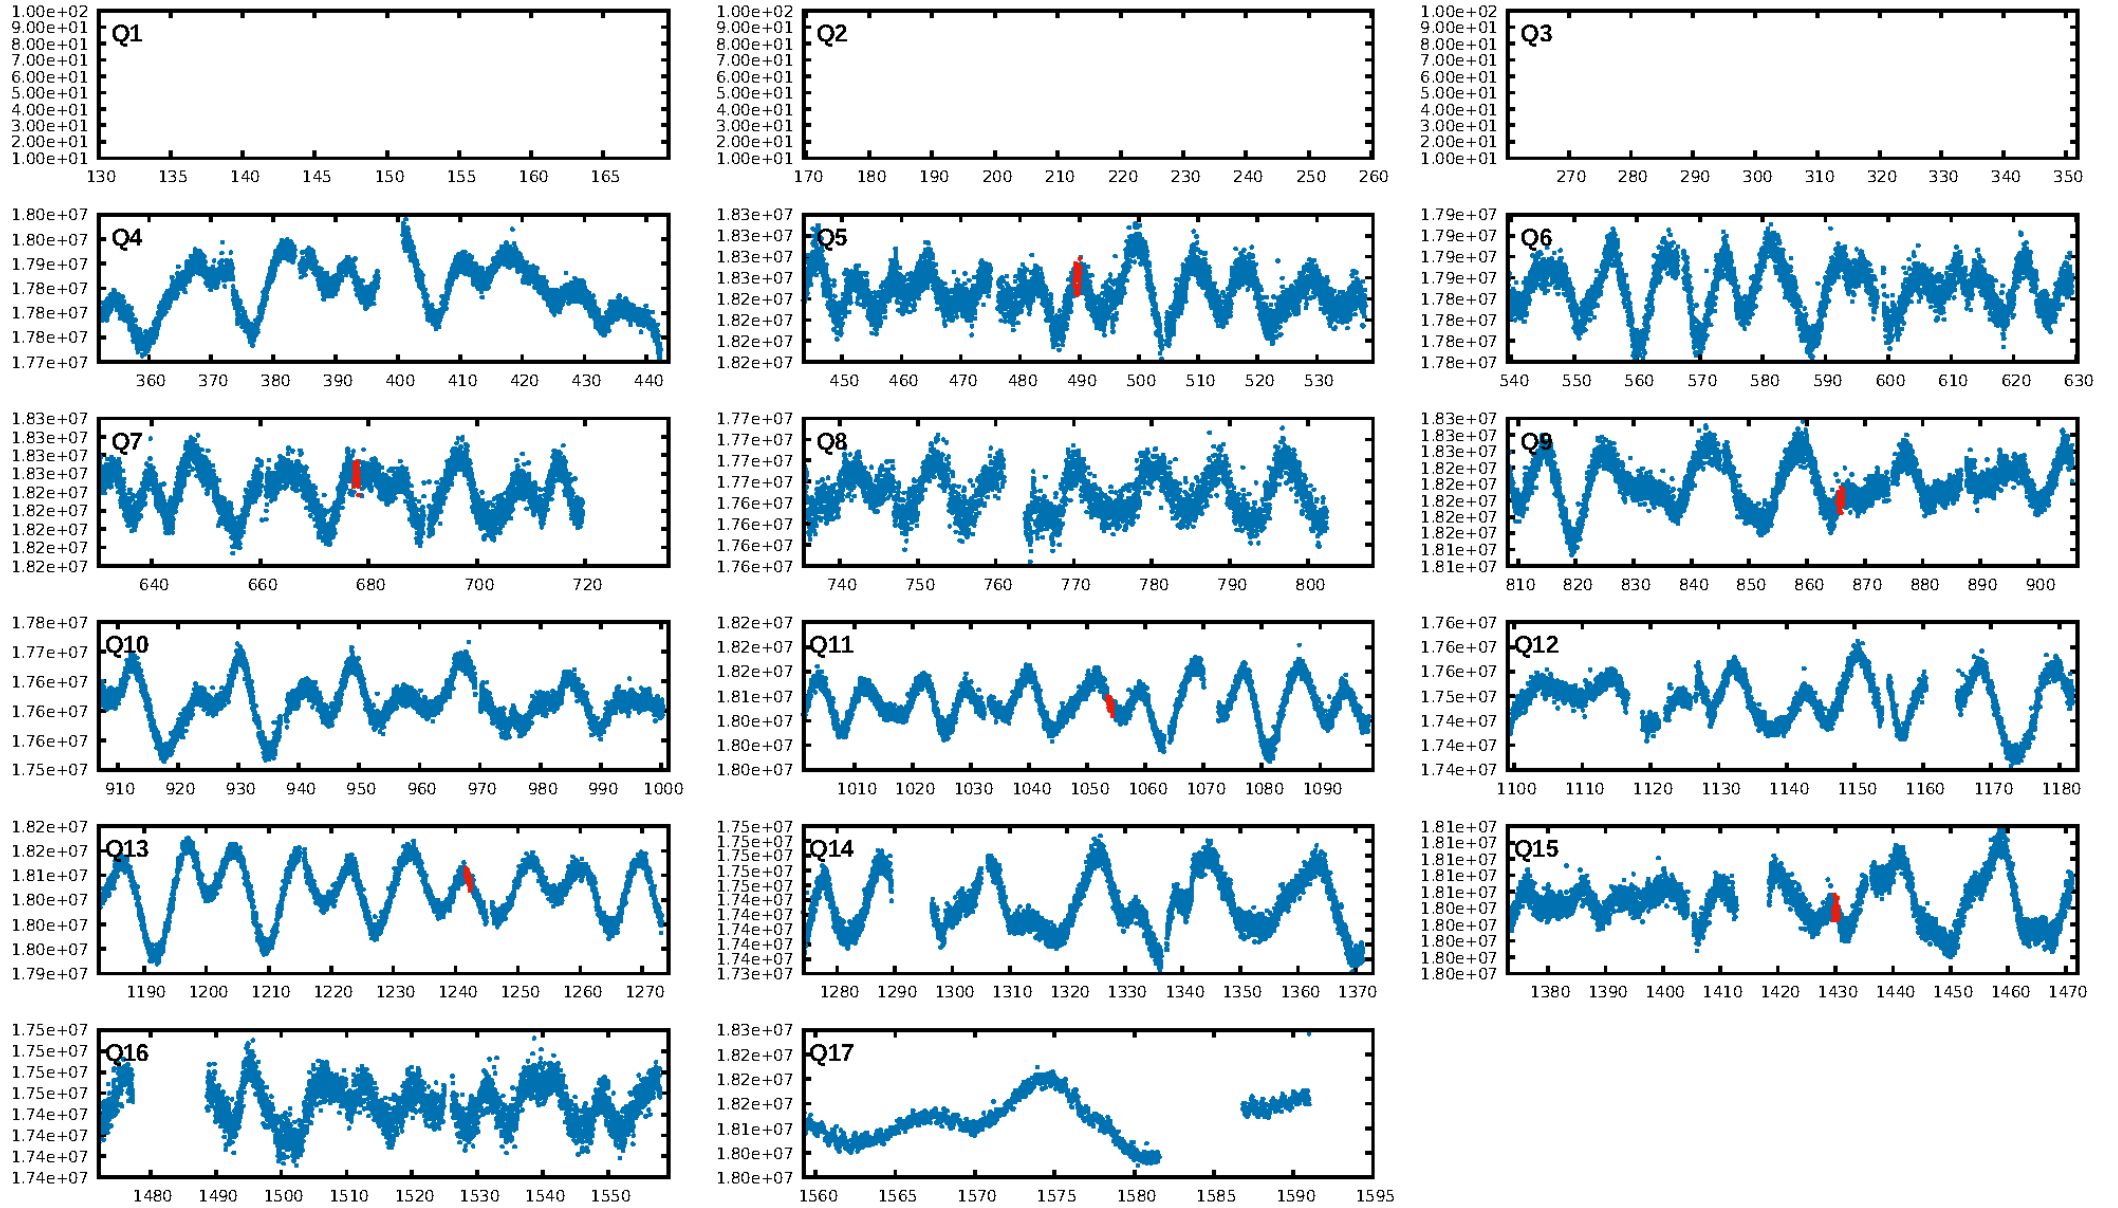 Q1
1.00e+02
9.00e+01
8.00e+01
7.00e+01
6.00e+01
5.00e+01
4.00e+01
3.00e+01
2.00e+01
1.00e+01
130 135 140 145 150 155 160 165
Q2
1.00e+02
9.00e+01
8.00e+01
7.00e+01
6.00e+01
5.00e+01
4.00e+01
3.00e+01
2.00e+01
1.00e+01
170 180 190 200 210 220 230 240 250 260
Q3
1.00e+02
9.00e+01
8.00e+01
7.00e+01
6.00e+01
5.00e+01
4.00e+01
3.00e+01
2.00e+01
1.00e+01
270 280 290 300 310 320 330 340 350
Q4
1.80e+07
1.80e+07
1.79e+07
1.78e+07
1.78e+07
1.78e+07
1.77e+07
360 370 380 390 400 410 420 430 440
Q5
1.83e+07
1.83e+07
1.83e+07
1.83e+07
1.82e+07
1.82e+07
1.82e+07
1.82e+07
450 460 470 480 490 500 510 520 530
Q6
1.79e+07
1.79e+07
1.79e+07
1.79e+07
1.78e+07
1.78e+07
1.78e+07
1.78e+07
540 550 560 570 580 590 600 610 620 630
Q7
1.83e+07
1.83e+07
1.83e+07
1.83e+07
1.82e+07
1.82e+07
1.82e+07
1.82e+07
1.82e+07
640 660 680 700 720
Q8
1.77e+07
1.77e+07
1.77e+07
1.77e+07
1.76e+07
1.76e+07
1.76e+07
1.76e+07
740 750 760 770 780 790 800
Q9
1.83e+07
1.83e+07
1.83e+07
1.82e+07
1.82e+07
1.82e+07
1.82e+07
1.82e+07
1.81e+07
1.81e+07
810 820 830 840 850 860 870 880 890 900
Q10
1.78e+07
1.77e+07
1.76e+07
1.76e+07
1.76e+07
1.75e+07
910 920 930 940 950 960 970 980 990 1000
Q11
1.82e+07
1.82e+07
1.82e+07
1.81e+07
1.80e+07
1.80e+07
1.80e+07
1010 1020 1030 1040 1050 1060 1070 1080 1090
Q12
1.76e+07
1.76e+07
1.76e+07
1.75e+07
1.74e+07
1.74e+07
1.74e+07
1100 1110 1120 1130 1140 1150 1160 1170 1180
Q13
1.82e+07
1.82e+07
1.81e+07
1.80e+07
1.80e+07
1.80e+07
1.79e+07
1190 1200 1210 1220 1230 1240 1250 1260 1270
Q14
1.75e+07
1.75e+07
1.75e+07
1.75e+07
1.75e+07
1.74e+07
1.74e+07
1.74e+07
1.74e+07
1.74e+07
1.73e+07
1280 1290 1300 1310 1320 1330 1340 1350 1360 1370
Q15
1.81e+07
1.81e+07
1.81e+07
1.81e+07
1.81e+07
1.80e+07
1.80e+07
1.80e+07
1.80e+07
1.80e+07
1380 1390 1400 1410 1420 1430 1440 1450 1460 1470
Q16
1.75e+07
1.75e+07
1.75e+07
1.75e+07
1.74e+07
1.74e+07
1.74e+07
1.74e+07
1480 1490 1500 1510 1520 1530 1540 1550
Q17
1.83e+07
1.82e+07
1.82e+07
1.82e+07
1.81e+07
1.80e+07
1.80e+07
1560 1565 1570 1575 1580 1585 1590 1595